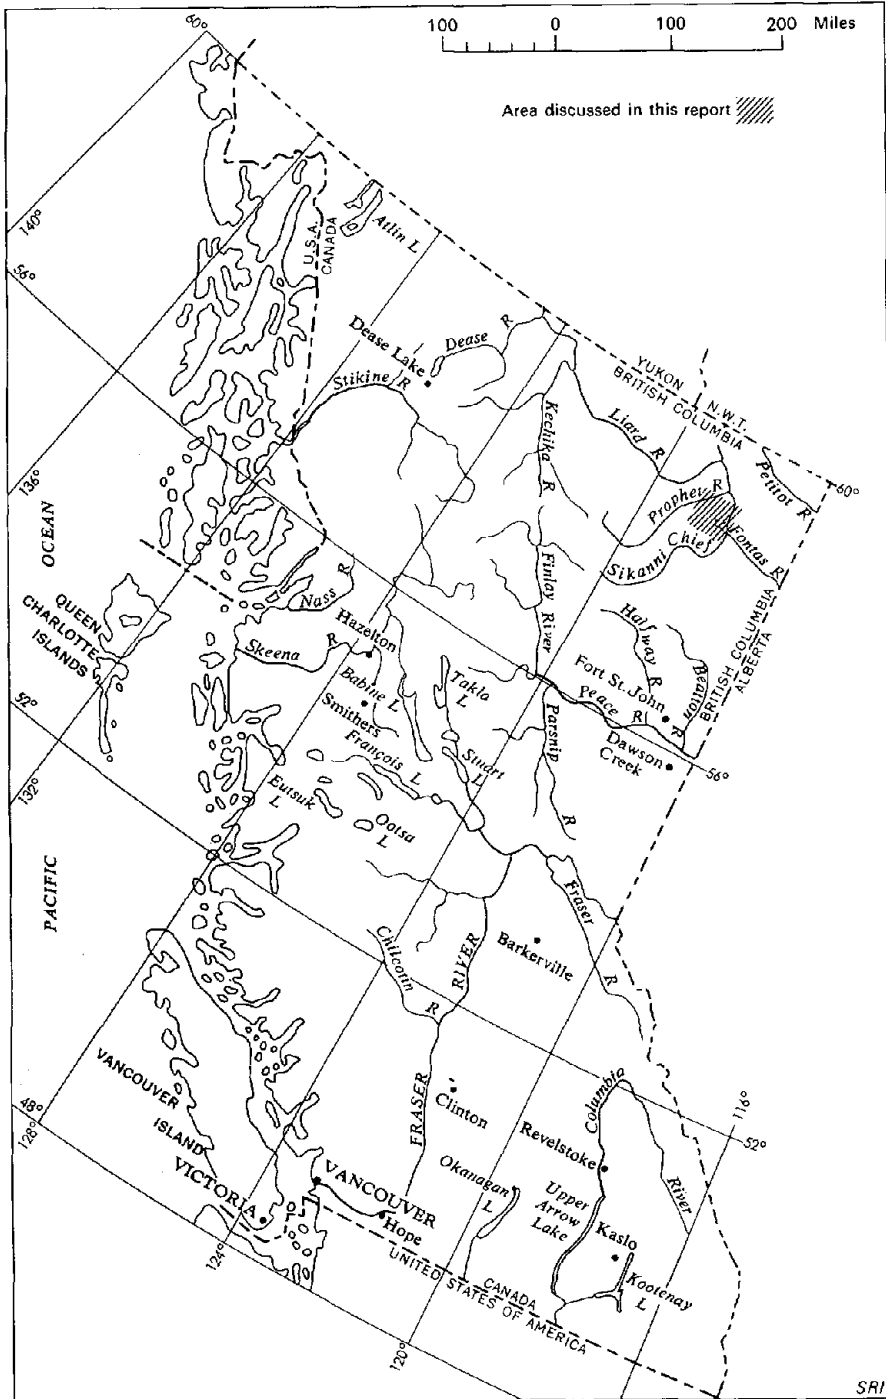 100 0 100 200 Miles
Area discussed in this report
60°
140°
56°
136°
52°
132°
48°
128°
124°
120°
116°
52°
56°
60°
U.S.A.
CANADA
Atlin L
Dease Lake
Dease R
Stikine R
YUKON
BRITISH COLUMBIA
N.W.T.
Kechika R
Liard R
Petitot R
Prophet R
Fontas R
Sikanni Chief
OCEAN
QUEEN
CHARLOTTE
ISLANDS
Nass R
Hazelton
Skeena R
Babine L
Smithers
Takla
L
Finlay River
Halfway R
Fort St. John
Beatton R
BRITISH COLUMBIA
ALBERTA
Peace R
Dawson
Creek
Parsnip R
Stuart
L
François L
Eutsuk
L
Ootsa
L
PACIFIC
Fraser R
Barkerville
Chilcotin R
FRASER RIVER
VANCOUVER
ISLAND
Clinton
Columbia River
Revelstoke
VICTORIA
VANCOUVER
Hope
Okanagan
L
Upper
Arrow
Lake
Kaslo
Kootenay
L
CANADA
UNITED STATES OF AMERICA
SRI